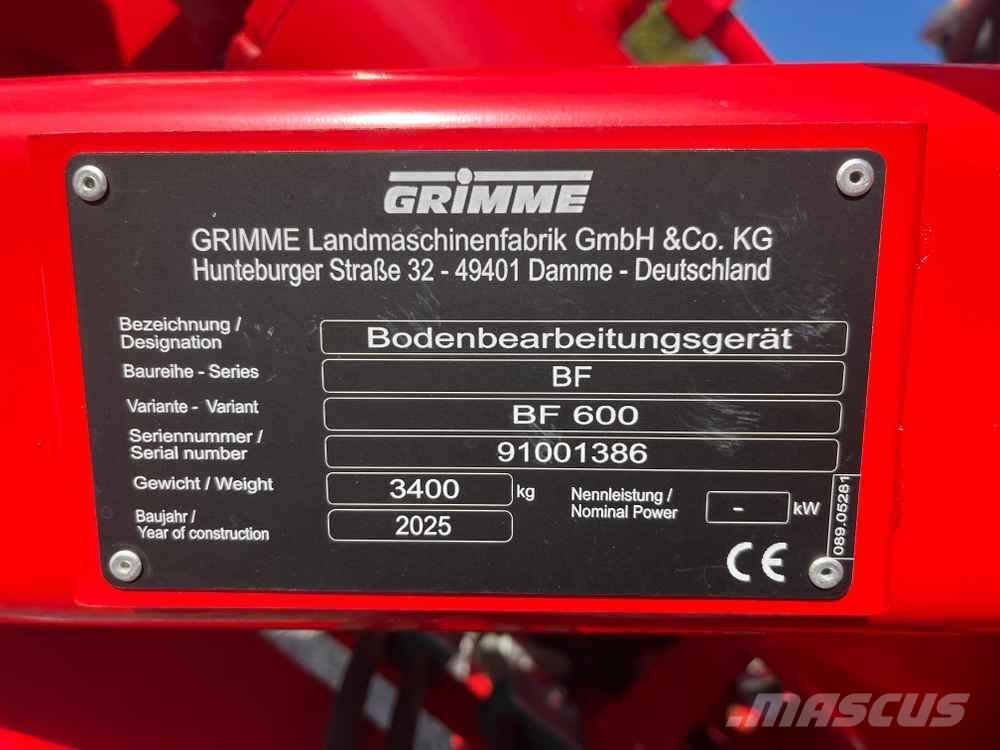 GRIMME
GRIMME Landmaschinenfabrik GmbH &Co. KG
Hunteburger Straße 32 - 49401 Damme - Deutschland
Bezeichnung /
Designation
Bodenbearbeitungsgerät
Baureihe - Series
BF
Variante - Variant
BF 600
Seriennummer /
Serial number
91001386
Gewicht / Weight
3400 kg
Nennleistung /
Nominal Power
- kW
Baujahr /
Year of construction
2025
CE
089.05281
MASCUS